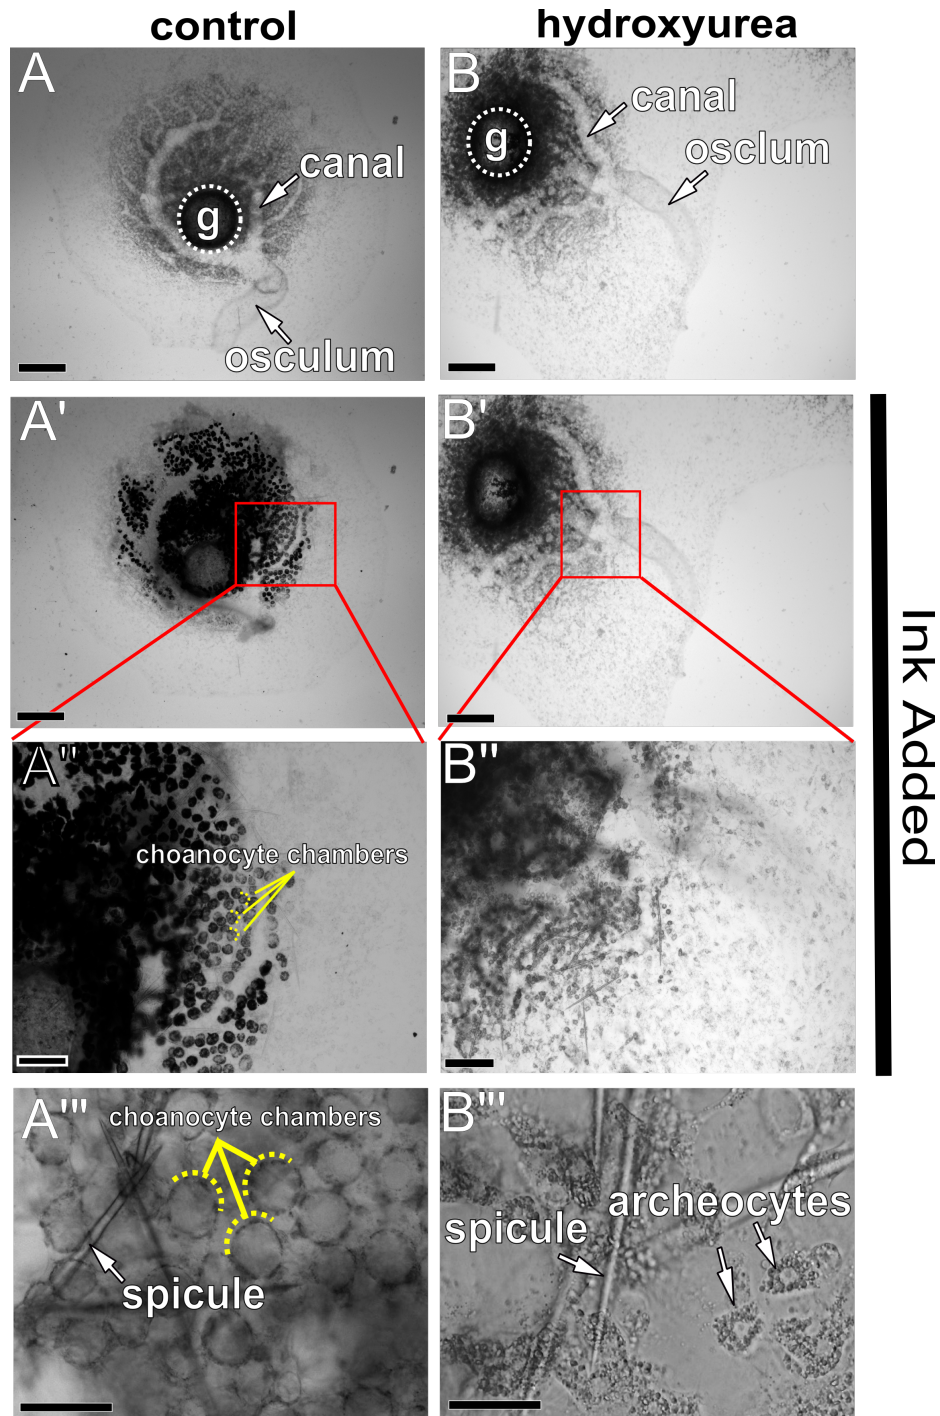 control
hydroxyurea
A
canal
g
osculum
B
canal
osclum
g
A'
B'
Ink Added
A''
choanocyte chambers
B''
A'''
choanocyte chambers
spicule
B'''
archeocytes
spicule